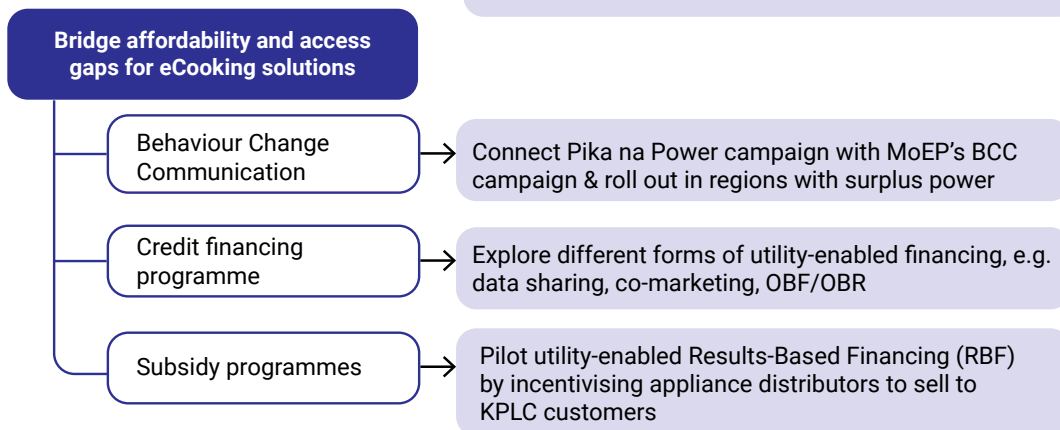 Bridge affordability and access
gaps for eCooking solutions
Behaviour Change
Communication
Connect Pika na Power campaign with MoEP's BCC
campaign & roll out in regions with surplus power
Credit financing
programme
Explore different forms of utility-enabled financing, e.g.
data sharing, co-marketing, OBF/OBR
Subsidy programmes
Pilot utility-enabled Results-Based Financing (RBF)
by incentivising appliance distributors to sell to
KPLC customers